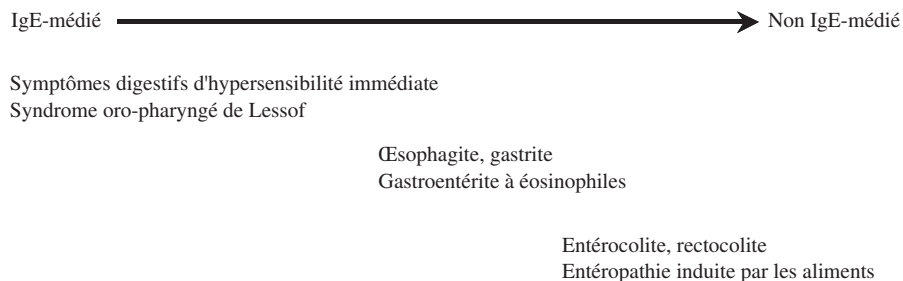 IgE-médié Non IgE-médié
Symptômes digestifs d'hypersensibilité immédiate
Syndrome oro-pharyngé de Lessof
Œsophagite, gastrite
Gastroentérite à éosinophiles
Entérocolite, rectocolite
Entéropathie induite par les aliments